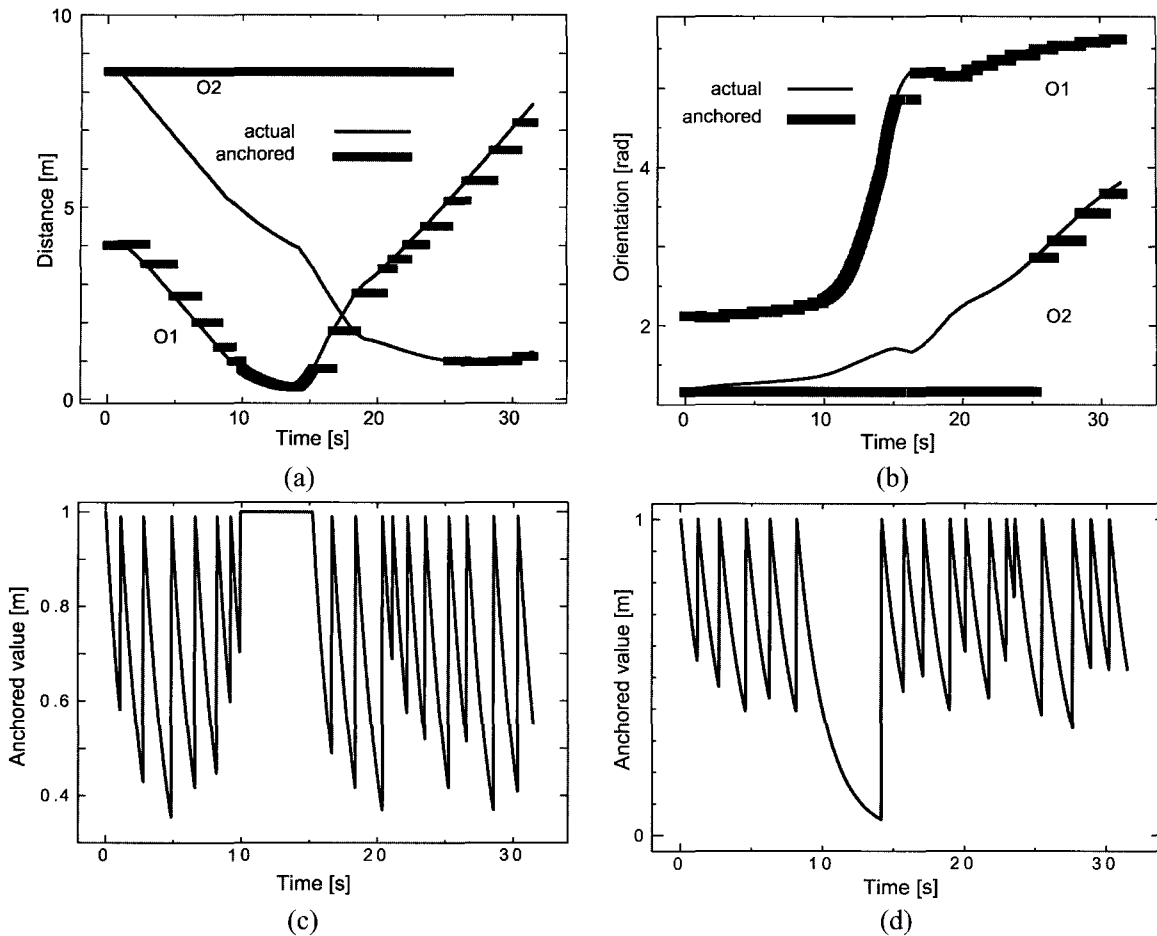 10
5
0
Distance [m]
O2
actual
anchored
O1
0 10 20 30
Time [s]
(a)
4
2
Orientation [rad]
actual
anchored
O1
O2
0 10 20 30
Time [s]
(b)
1
0.8
0.6
0.4
Anchored value [m]
0 10 20 30
Time [s]
(c)
1
0
Anchored value [m]
0 10 20 30
Time [s]
(d)